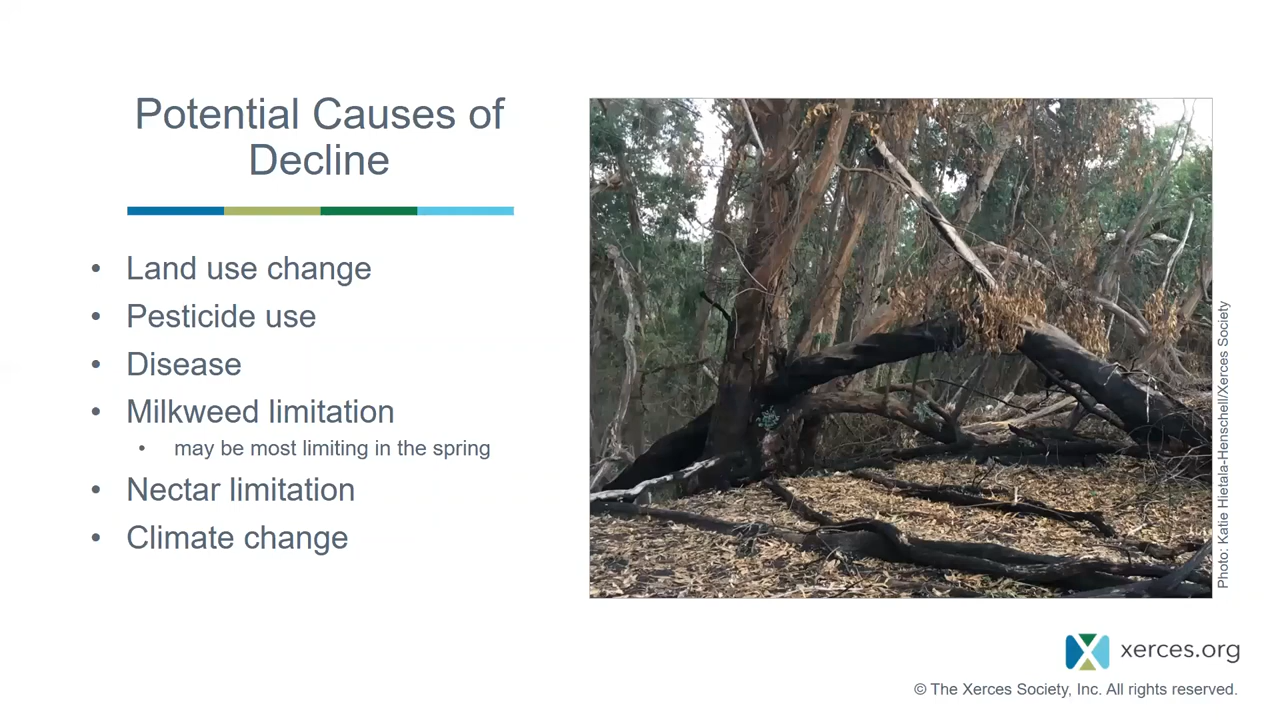 Potential Causes of
Decline
• Land use change
• Pesticide use
• Disease
• Milkweed limitation
• may be most limiting in the spring
• Nectar limitation
• Climate change
Photo: Katie Hietala-Henschell/Xerces Society
xerces.org
© The Xerces Society, Inc. All rights reserved.